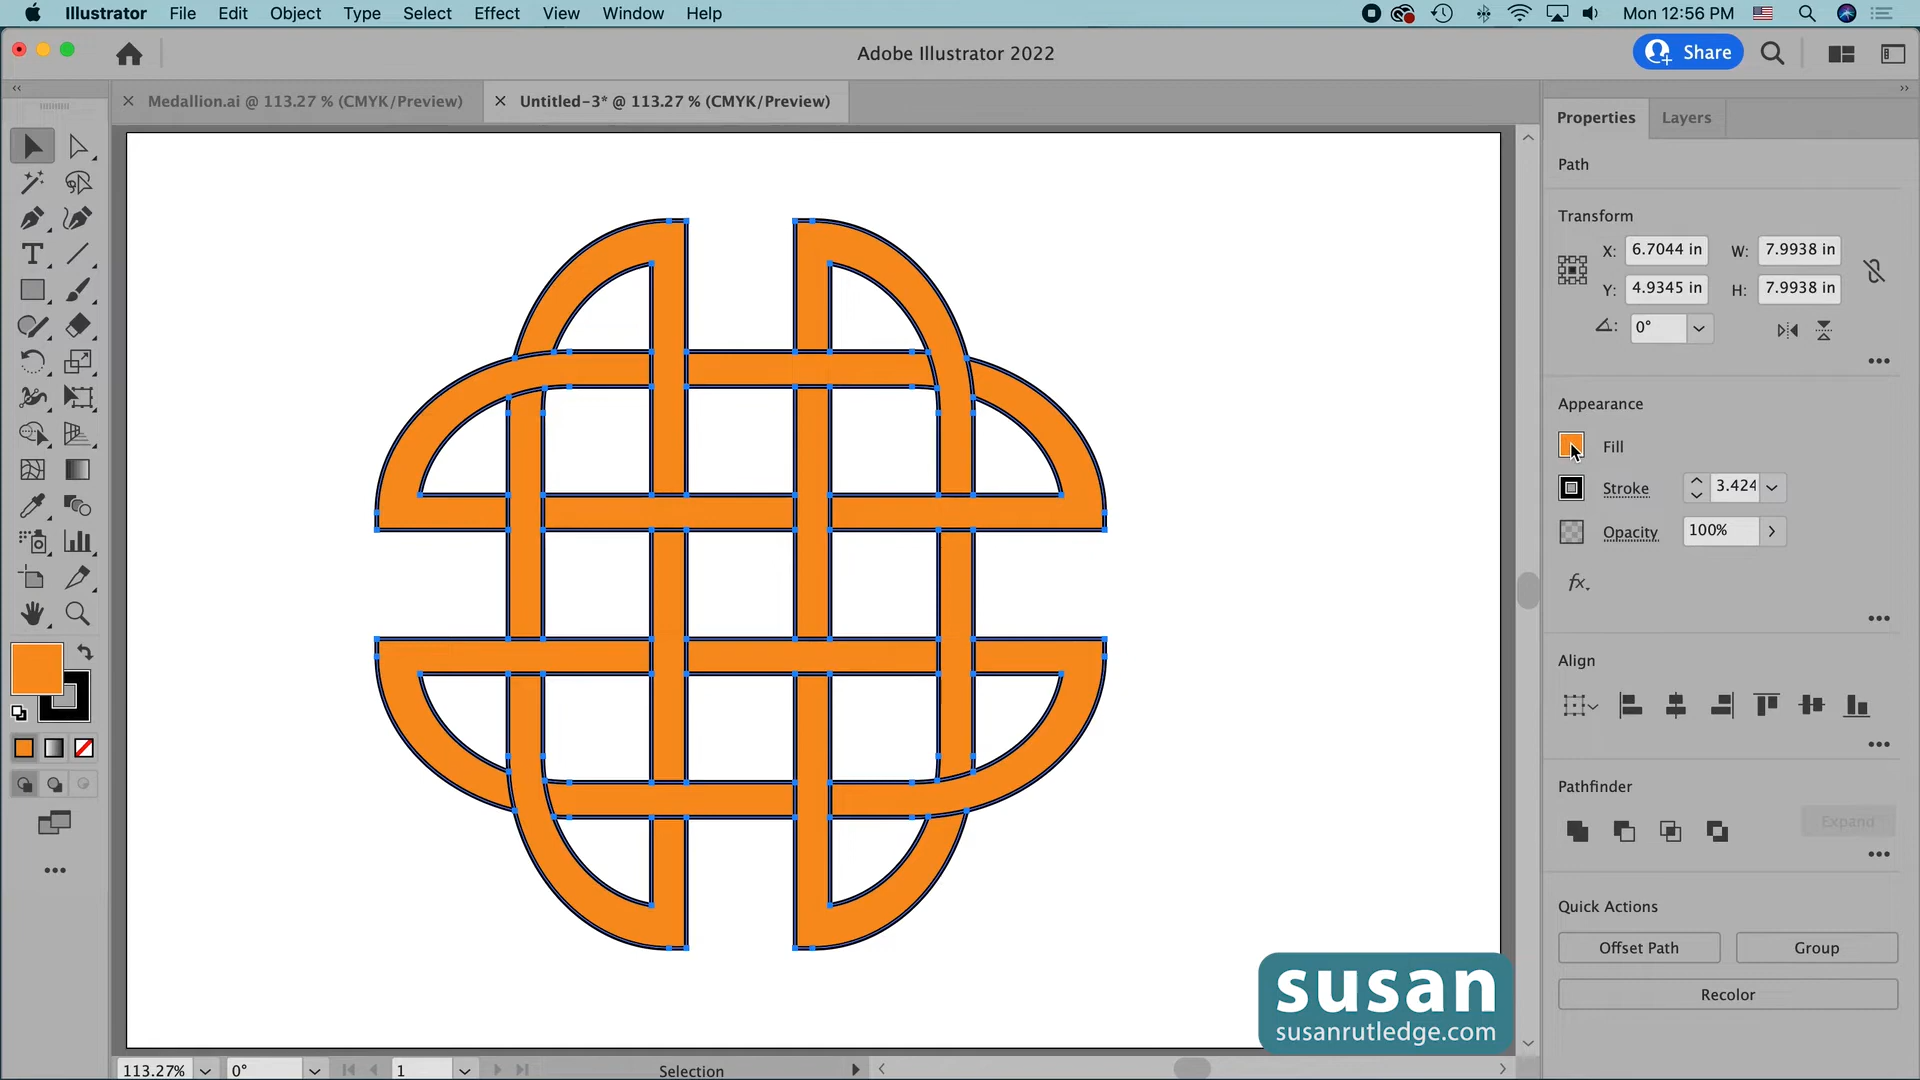 Illustrator File Edit Object Type Select Effect View Window Help Mon 12:56 PM
Adobe Illustrator 2022
Share
Medallion.ai @ 113.27 % (CMYK/Preview)
Untitled-3* @ 113.27 % (CMYK/Preview)
Properties Layers
Path
Transform
X: 6.7044 in W: 7.9938 in
Y: 4.9345 in H: 7.9938 in
0°
Appearance
Fill
Stroke 3.424
Opacity 100%
fx
Align
Pathfinder
Expand
Quick Actions
Offset Path Group
Recolor
susan
susanrutledge.com
113.27% 0° 1 Selection